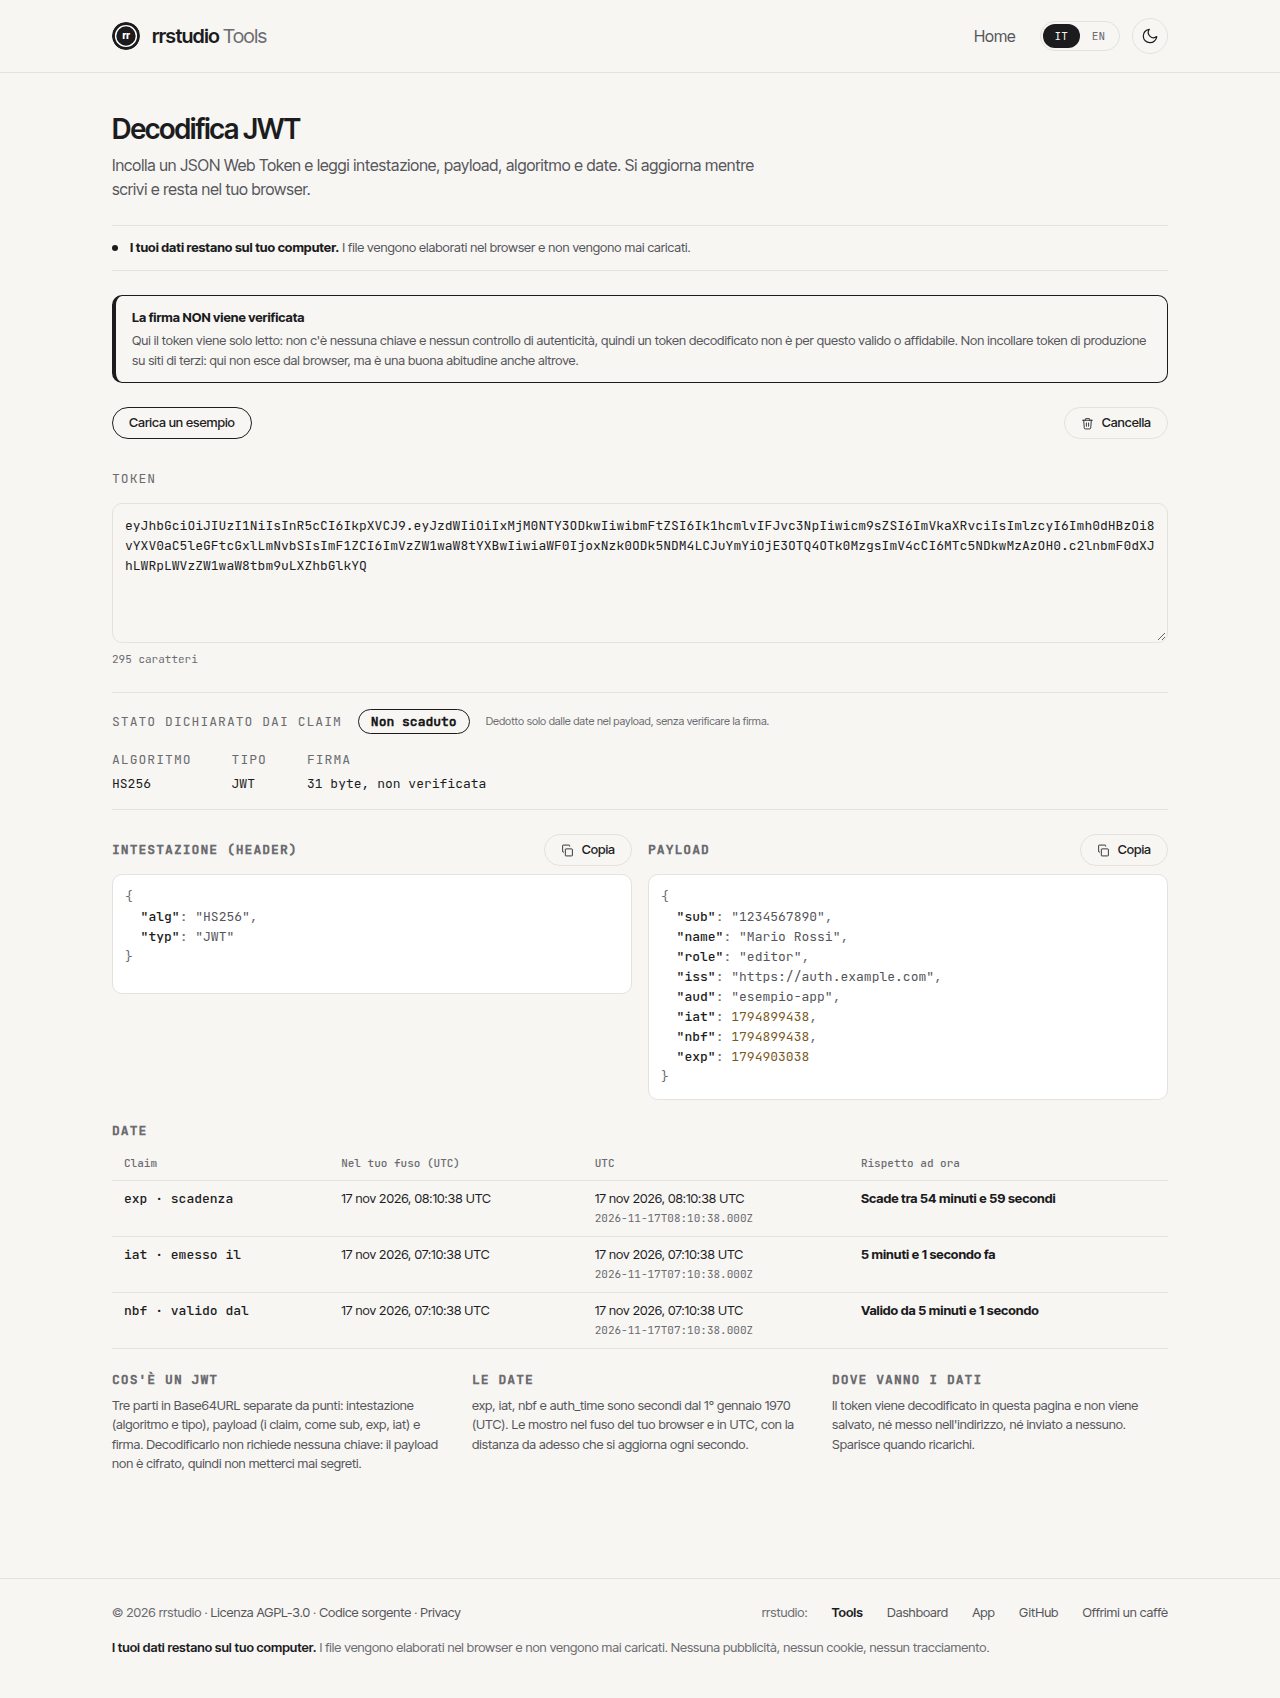 rr rrstudio Tools
Home
IT EN
Decodifica JWT
Incolla un JSON Web Token e leggi intestazione, payload, algoritmo e date. Si aggiorna mentre
scrivi e resta nel tuo browser.
I tuoi dati restano sul tuo computer. I file vengono elaborati nel browser e non vengono mai caricati.
La firma NON viene verificata
Qui il token viene solo letto: non c'è nessuna chiave e nessun controllo di autenticità, quindi un token decodificato non è per questo valido o affidabile. Non incollare token di produzione
su siti di terzi: qui non esce dal browser, ma è una buona abitudine anche altrove.
Carica un esempio
Cancella
TOKEN
eyJhbGciOiJIUzI1NiIsInR5cCI6IkpXVCJ9.eyJzdWIiOiIxMjM0NTY3ODkwIiwibmFtZSI6Ik1hcmlvIFJvc3NpIiwicm9sZSI6ImVkaXRvciIsImlzcyI6Imh0dHBzOi8
vYXV0aC5leGFtcGxlLmNvbSIsImF1ZCI6ImVzZW1waW8tYXBwIiwiaWF0IjoxNzk0ODk5NDM4LCJuYmYiOjE3OTQ4OTk0MzgsImV4cCI6MTc5NDkwMzAzOH0.c2lnbmF0dXJ
hLWRpLWVzZW1waW8tbm9uLXZhbGlkYQ
295 caratteri
STATO DICHIARATO DAI CLAIM
Non scaduto
Dedotto solo dalle date nel payload, senza verificare la firma.
ALGORITMO TIPO FIRMA
HS256 JWT 31 byte, non verificata
INTESTAZIONE (HEADER)
Copia
{
"alg": "HS256",
"typ": "JWT"
}
PAYLOAD
Copia
{
"sub": "1234567890",
"name": "Mario Rossi",
"role": "editor",
"iss": "https://auth.example.com",
"aud": "esempio-app",
"iat": 1794899438,
"nbf": 1794899438,
"exp": 1794903038
}
DATE
Claim Nel tuo fuso (UTC) UTC Rispetto ad ora
exp · scadenza 17 nov 2026, 08:10:38 UTC 17 nov 2026, 08:10:38 UTC Scade tra 54 minuti e 59 secondi
2026-11-17T08:10:38.000Z
iat · emesso il 17 nov 2026, 07:10:38 UTC 17 nov 2026, 07:10:38 UTC 5 minuti e 1 secondo fa
2026-11-17T07:10:38.000Z
nbf · valido dal 17 nov 2026, 07:10:38 UTC 17 nov 2026, 07:10:38 UTC Valido da 5 minuti e 1 secondo
2026-11-17T07:10:38.000Z
COS'È UN JWT
Tre parti in Base64URL separate da punti: intestazione
(algoritmo e tipo), payload (i claim, come sub, exp, iat) e
firma. Decodificarlo non richiede nessuna chiave: il payload
non è cifrato, quindi non metterci mai segreti.
LE DATE
exp, iat, nbf e auth_time sono secondi dal 1° gennaio 1970
(UTC). Le mostro nel fuso del tuo browser e in UTC, con la
distanza da adesso che si aggiorna ogni secondo.
DOVE VANNO I DATI
Il token viene decodificato in questa pagina e non viene
salvato, né messo nell'indirizzo, né inviato a nessuno.
Sparisce quando ricarichi.
© 2026 rrstudio · Licenza AGPL-3.0 · Codice sorgente · Privacy
rrstudio: Tools Dashboard App GitHub Offrimi un caffè
I tuoi dati restano sul tuo computer. I file vengono elaborati nel browser e non vengono mai caricati. Nessuna pubblicità, nessun cookie, nessun tracciamento.